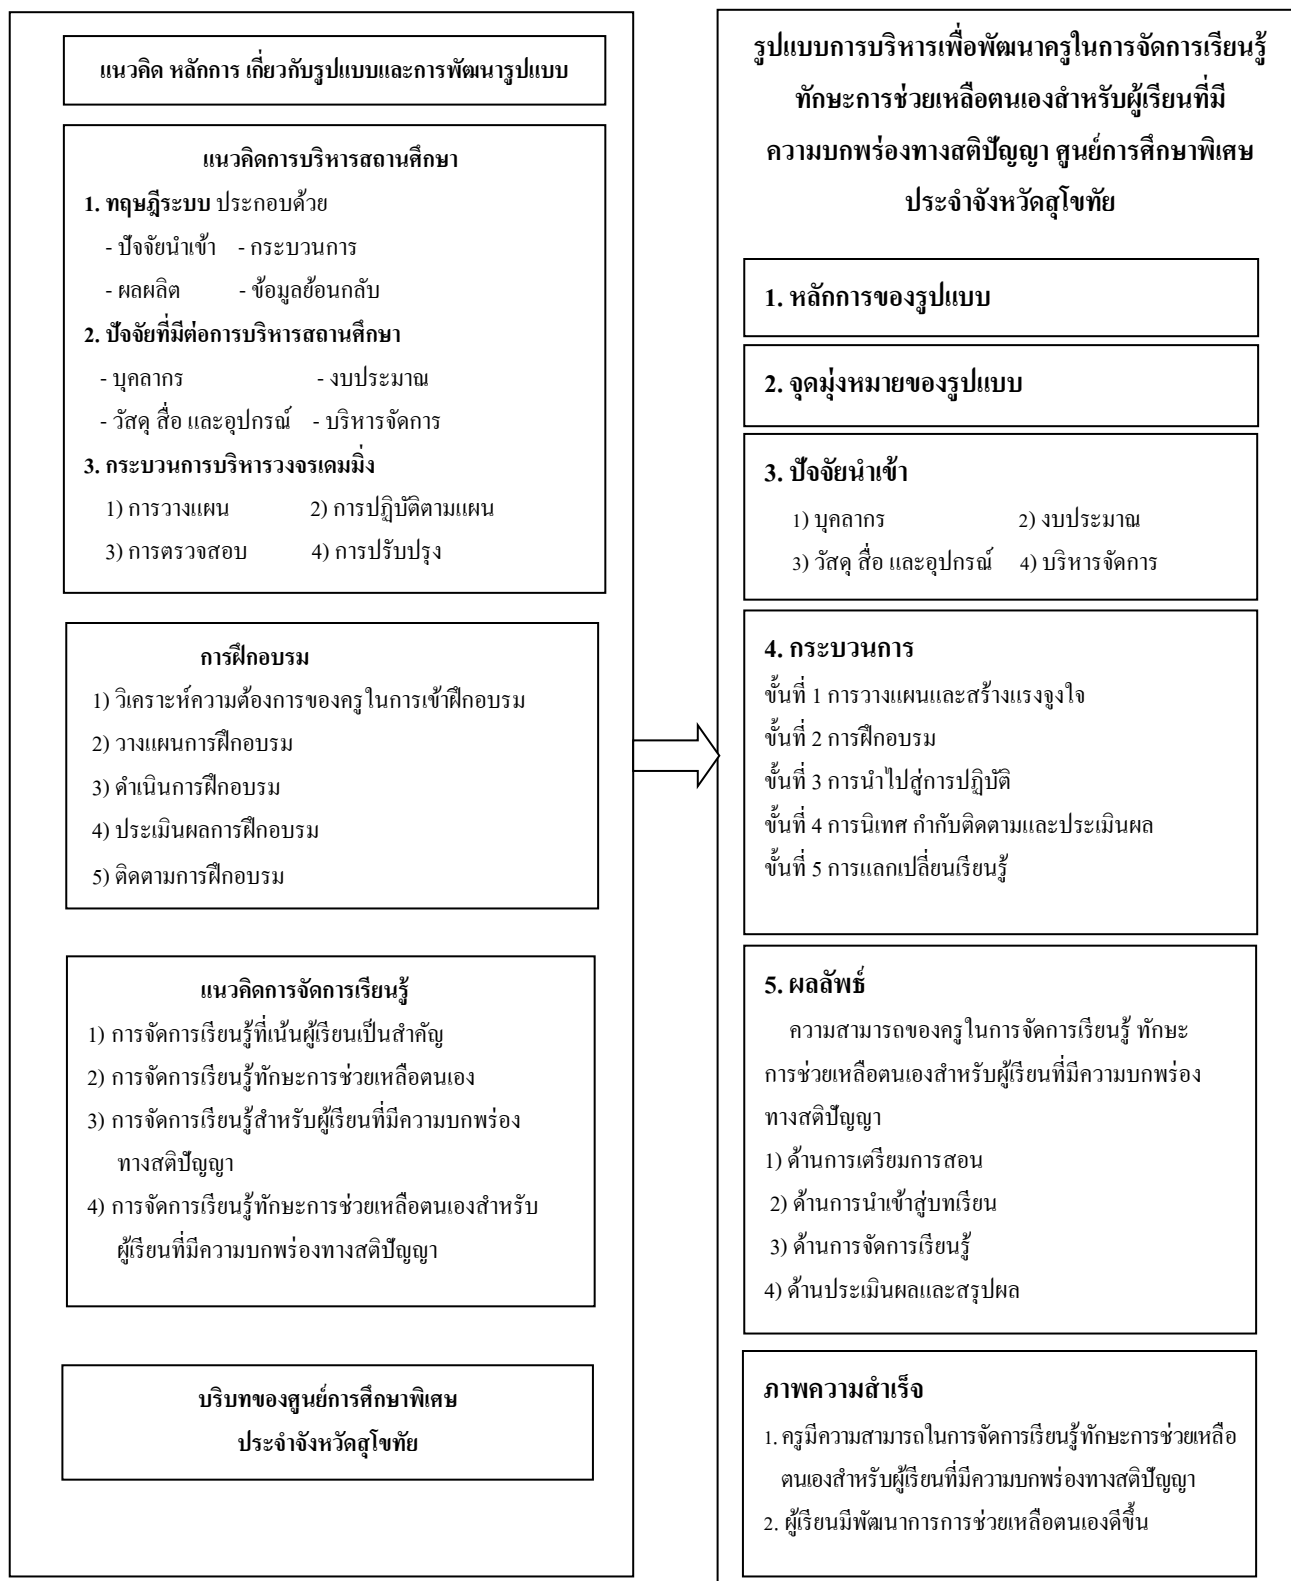 แนวคิด หลักการ เกี่ยวกับรูปแบบและการพัฒนารูปแบบ
แนวคิดการบริหารสถานศึกษา
1. ทฤษฎีระบบ ประกอบด้วย
- ปัจจัยนำเข้า - กระบวนการ
- ผลผลิต - ข้อมูลย้อนกลับ
2. ปัจจัยที่มีต่อการบริหารสถานศึกษา
- บุคลากร - งบประมาณ
- วัสดุ สื่อ และอุปกรณ์ - บริหารจัดการ
3. กระบวนการบริหารวงจรเดมมิ่ง
1) การวางแผน 2) การปฏิบัติตามแผน
3) การตรวจสอบ 4) การปรับปรุง
การฝึกอบรม
1) วิเคราะห์ความต้องการของครูในการเข้าฝึกอบรม
2) วางแผนการฝึกอบรม
3) ดำเนินการฝึกอบรม
4) ประเมินผลการฝึกอบรม
5) ติดตามการฝึกอบรม
แนวคิดการจัดการเรียนรู้
1) การจัดการเรียนรู้ที่เน้นผู้เรียนเป็นสำคัญ
2) การจัดการเรียนรู้ทักษะการช่วยเหลือตนเอง
3) การจัดการเรียนรู้สำหรับผู้เรียนที่มีความบกพร่อง
ทางสติปัญญา
4) การจัดการเรียนรู้ทักษะการช่วยเหลือตนเองสำหรับ
ผู้เรียนที่มีความบกพร่องทางสติปัญญา
บริบทของศูนย์การศึกษาพิเศษ
ประจำจังหวัดสุโขทัย
รูปแบบการบริหารเพื่อพัฒนาครูในการจัดการเรียนรู้
ทักษะการช่วยเหลือตนเองสำหรับผู้เรียนที่มี
ความบกพร่องทางสติปัญญา ศูนย์การศึกษาพิเศษ
ประจำจังหวัดสุโขทัย
1. หลักการของรูปแบบ
2. จุดมุ่งหมายของรูปแบบ
3. ปัจจัยนำเข้า
1) บุคลากร 2) งบประมาณ
3) วัสดุ สื่อ และอุปกรณ์ 4) บริหารจัดการ
4. กระบวนการ
ขั้นที่ 1 การวางแผนและสร้างแรงจูงใจ
ขั้นที่ 2 การฝึกอบรม
ขั้นที่ 3 การนำไปสู่การปฏิบัติ
ขั้นที่ 4 การนิเทศ กำกับติดตามและประเมินผล
ขั้นที่ 5 การแลกเปลี่ยนเรียนรู้
5. ผลลัพธ์
ความสามารถของครูในการจัดการเรียนรู้ ทักษะ
การช่วยเหลือตนเองสำหรับผู้เรียนที่มีความบกพร่อง
ทางสติปัญญา
1) ด้านการเตรียมการสอน
2) ด้านการนำเข้าสู่บทเรียน
3) ด้านการจัดการเรียนรู้
4) ด้านประเมินผลและสรุปผล
ภาพความสำเร็จ
1. ครูมีความสามารถในการจัดการเรียนรู้ทักษะการช่วยเหลือ
ตนเองสำหรับผู้เรียนที่มีความบกพร่องทางสติปัญญา
2. ผู้เรียนมีพัฒนาการการช่วยเหลือตนเองดีขึ้น